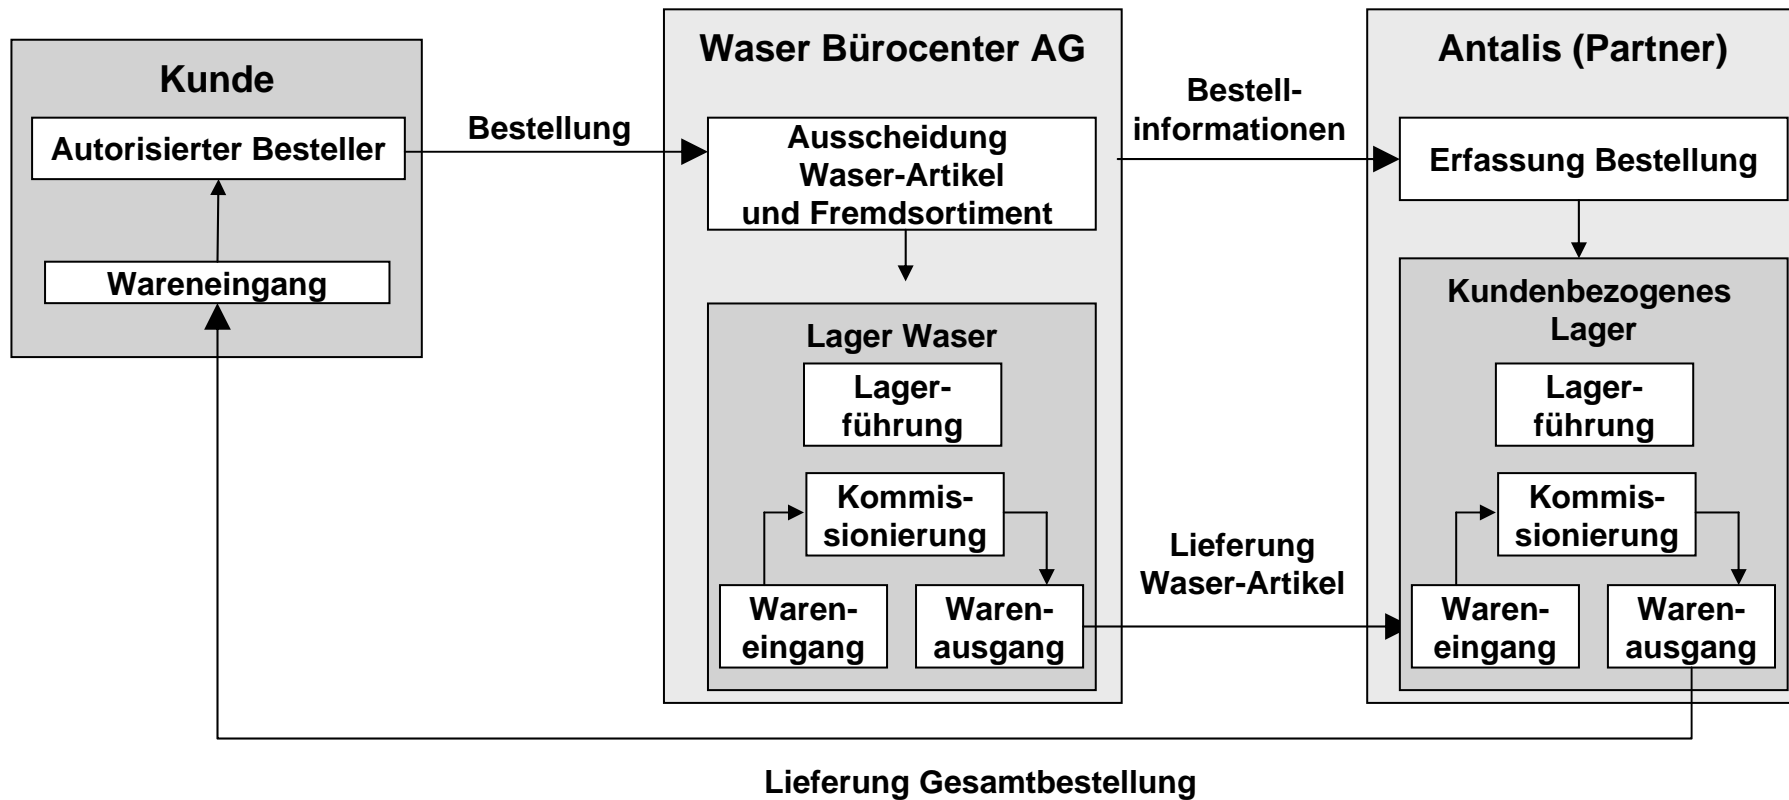 Kunde
Autorisierter Besteller
Wareneingang
Bestellung
Waser Bürocenter AG
Ausscheidung
Waser-Artikel
und Fremdsortiment
Lager Waser
Lager-
führung
Kommis-
sionierung
Waren-
eingang
Waren-
ausgang
Bestell-
informationen
Lieferung
Waser-Artikel
Antalis (Partner)
Erfassung Bestellung
Kundenbezogenes
Lager
Lager-
führung
Kommis-
sionierung
Waren-
eingang
Waren-
ausgang
Lieferung Gesamtbestellung